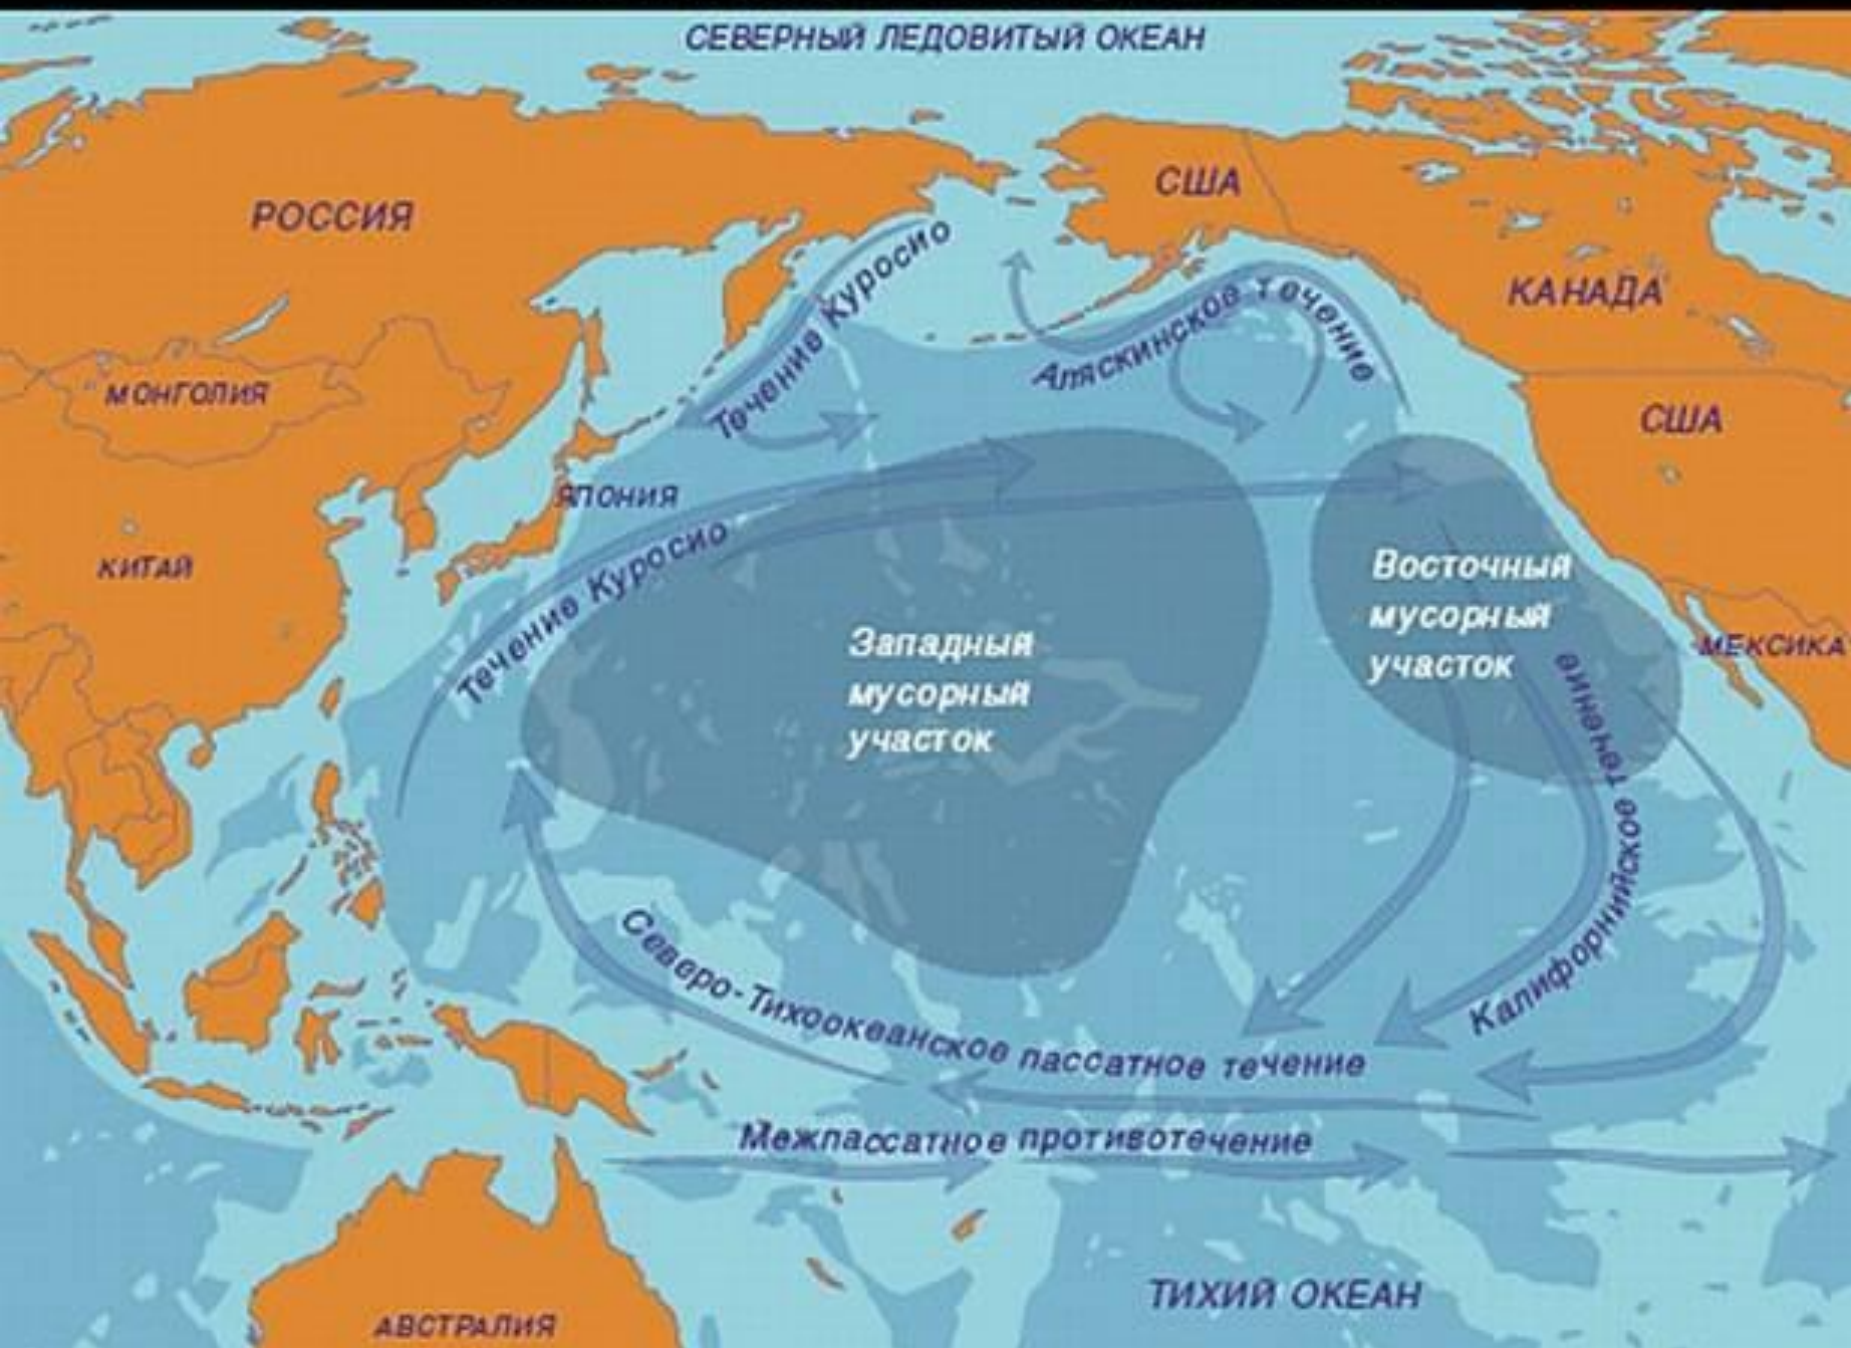 СЕВЕРНЫЙ ЛЕДОВИТЫЙ ОКЕАН
США
РОССИЯ
Течение Куросио
Аляскинское течение
КАНАДА
МОНГОЛИЯ
США
ЯПОНИЯ
КИТАЙ
Течение Куросио
Западный
мусорный
участок
Восточный
мусорный
участок
МЕКСИКА
Калифорнийское течение
Северо-Тихоокеанское пассатное течение
Межпассатное противотечение
ТИХИЙ ОКЕАН
АВСТРАЛИЯ